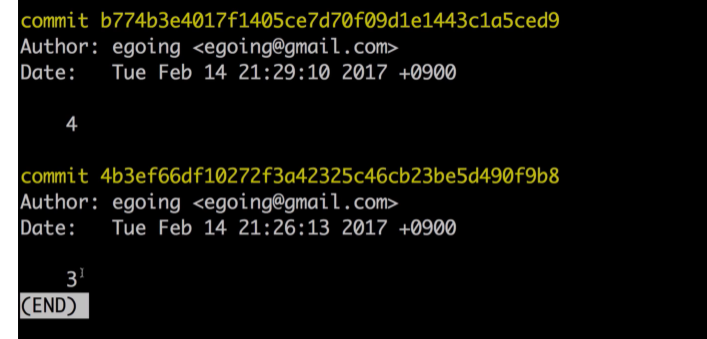 commit b774b3e4017f1405ce7d70f09d1e1443c1a5ced9
Author: egoing <egoing@gmail.com>
Date:   Tue Feb 14 21:29:10 2017 +0900
    4
commit 4b3ef66df10272f3a42325c46cb23be5d490f9b8
Author: egoing <egoing@gmail.com>
Date:   Tue Feb 14 21:26:13 2017 +0900
    3
(END)